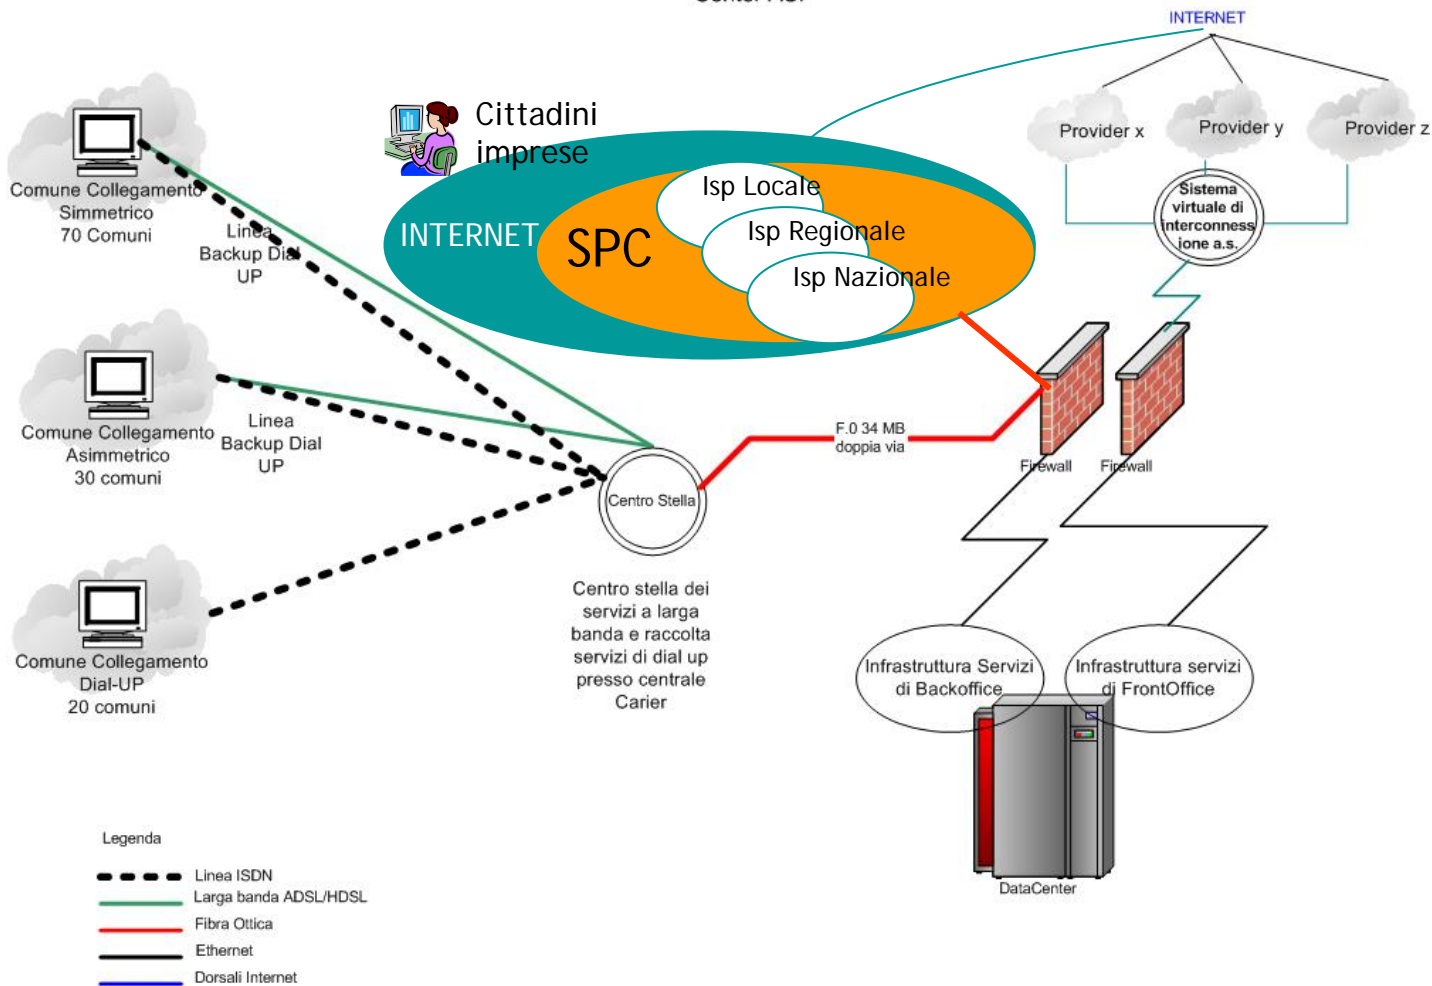 INTERNET
Provider x
Provider y
Provider z
Sistema
virtuale di
interconness
ione a.s.
Cittadini
imprese
INTERNET
SPC
Isp Locale
Isp Regionale
Isp Nazionale
Comune Collegamento
Simmetrico
70 Comuni
Linea
Backup Dial
UP
Comune Collegamento
Asimmetrico
30 comuni
Linea
Backup Dial
UP
Comune Collegamento
Dial-UP
20 comuni
Centro Stella
Centro stella dei
servizi a larga
banda e raccolta
servizi di dial up
presso centrale
Carier
F.0 34 MB
doppia via
Firewall
Firewall
Infrastruttura Servizi
di Backoffice
Infrastruttura servizi
di FrontOffice
DataCenter
Legenda
Linea ISDN
Larga banda ADSL/HDSL
Fibra Ottica
Ethernet
Dorsali Internet